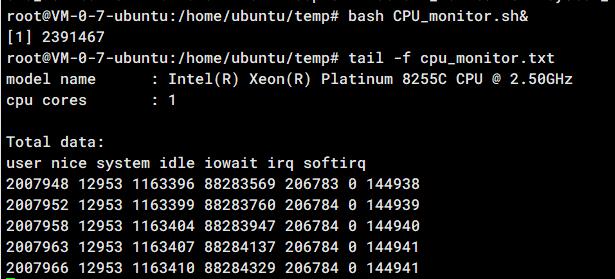 root@VM-0-7-ubuntu:/home/ubuntu/temp# bash CPU_monitor.sh&
[1] 2391467
root@VM-0-7-ubuntu:/home/ubuntu/temp# tail -f cpu_monitor.txt
model name      : Intel(R) Xeon(R) Platinum 8255C CPU @ 2.50GHz
cpu cores       : 1
Total data:
user nice system idle iowait irq softirq
2007948 12953 1163396 88283569 206783 0 144938
2007952 12953 1163399 88283760 206784 0 144939
2007958 12953 1163404 88283947 206784 0 144940
2007963 12953 1163407 88284137 206784 0 144941
2007966 12953 1163410 88284329 206784 0 144941